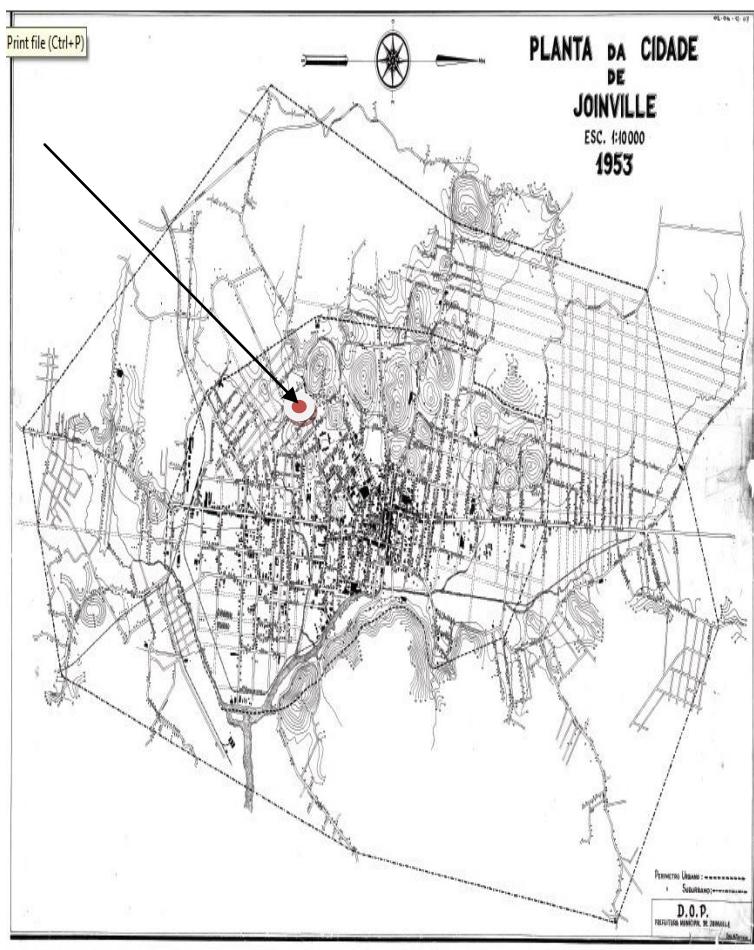 Print file (Ctrl+P)
PLANTA DA CIDADE
DE
JOINVILLE
ESC. 1:10000
1953
PERIMETRO URBANO:
SUBURBANO:
D.O.P.
PREFEITURA MUNICIPAL DE JOINVILLE